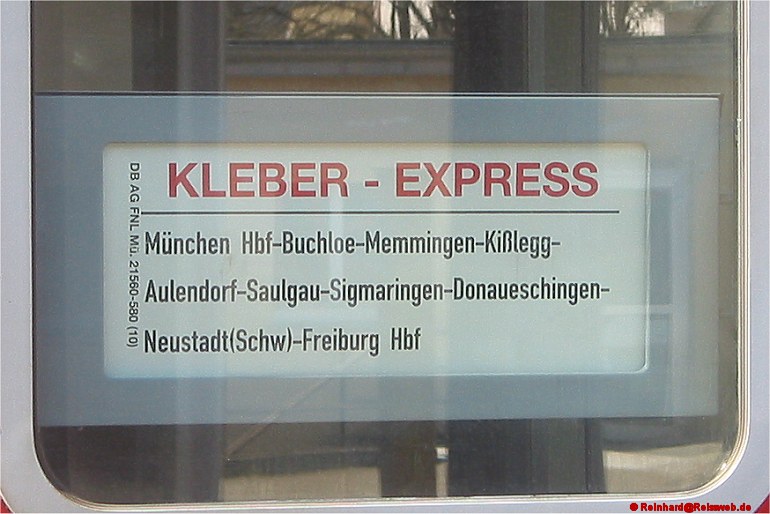 KLEBER - EXPRESS
München Hbf-Buchloe-Memmingen-Kißlegg-
Aulendorf-Saulgau-Sigmaringen-Donaueschingen-
Neustadt(Schw)-Freiburg Hbf
DB AG FNL Mü. 21560-580 (10)
© Reinhard@Reisweb.de